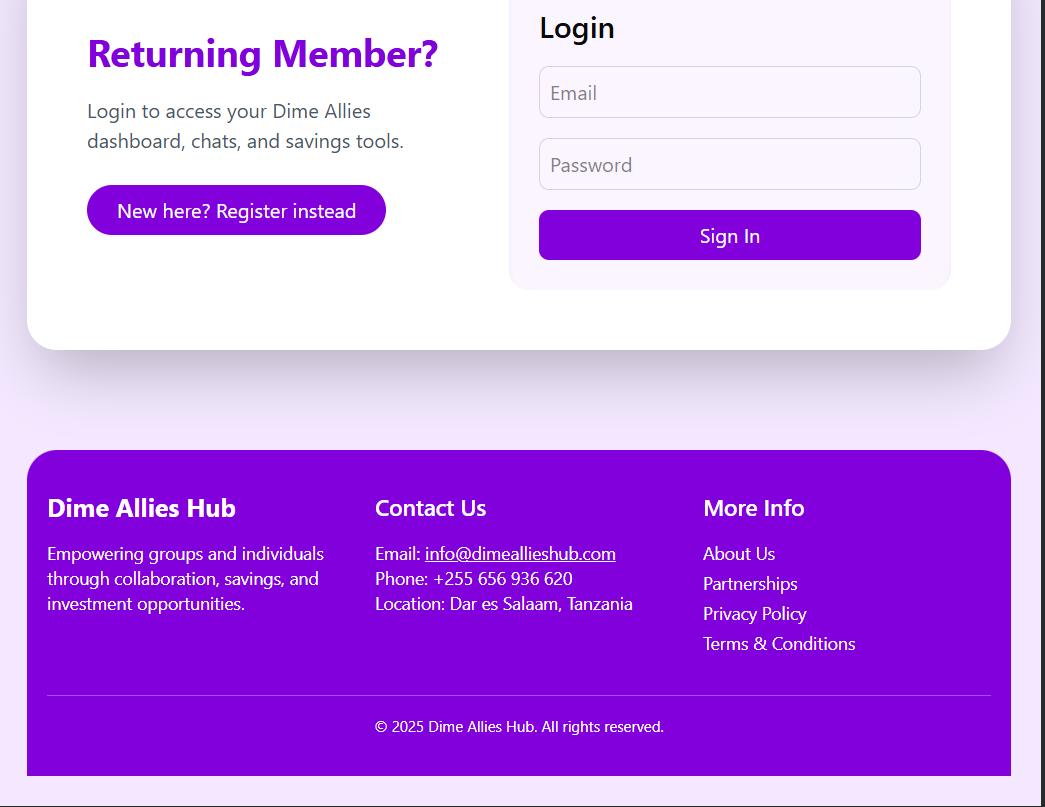 Returning Member?
Login to access your Dime Allies
dashboard, chats, and savings tools.
New here? Register instead
Login
Email
Password
Sign In
Dime Allies Hub
Empowering groups and individuals
through collaboration, savings, and
investment opportunities.
Contact Us
Email: info@dimeallieshub.com
Phone: +255 656 936 620
Location: Dar es Salaam, Tanzania
More Info
About Us
Partnerships
Privacy Policy
Terms & Conditions
© 2025 Dime Allies Hub. All rights reserved.